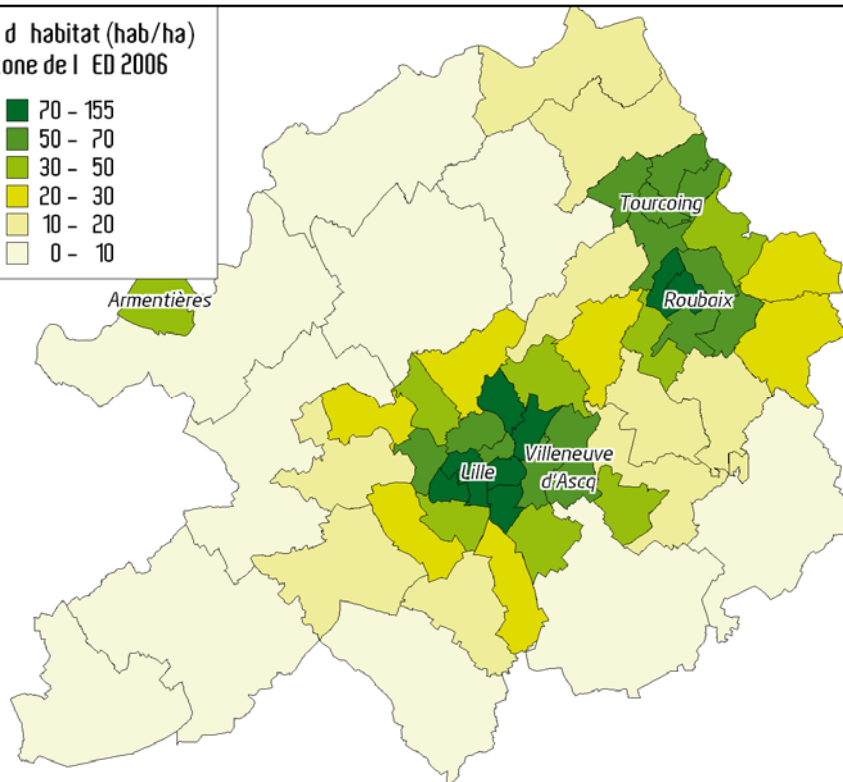 d habitat (hab/ha)
zone de l ED 2006
70 - 155
50 - 70
30 - 50
20 - 30
10 - 20
0 - 10
Tourcoing
Armentières
Roubaix
Villeneuve
d'Ascq
Lille